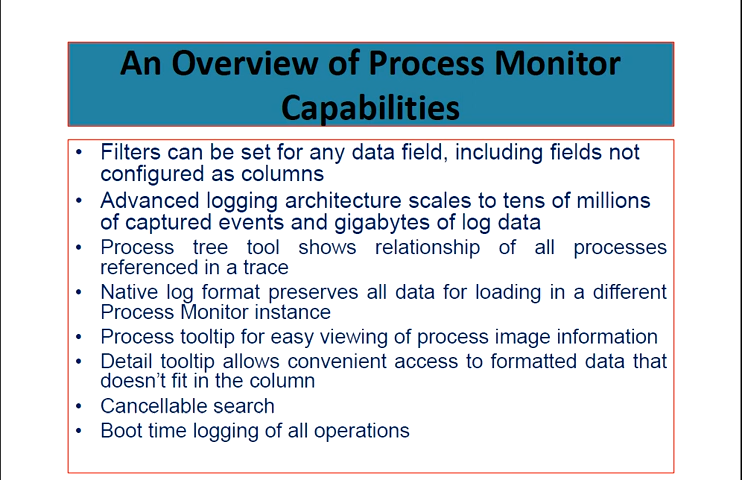 An Overview of Process Monitor
Capabilities
• Filters can be set for any data field, including fields not
configured as columns
• Advanced logging architecture scales to tens of millions
of captured events and gigabytes of log data
• Process tree tool shows relationship of all processes
referenced in a trace
• Native log format preserves all data for loading in a different
Process Monitor instance
• Process tooltip for easy viewing of process image information
• Detail tooltip allows convenient access to formatted data that
doesn't fit in the column
• Cancellable search
• Boot time logging of all operations